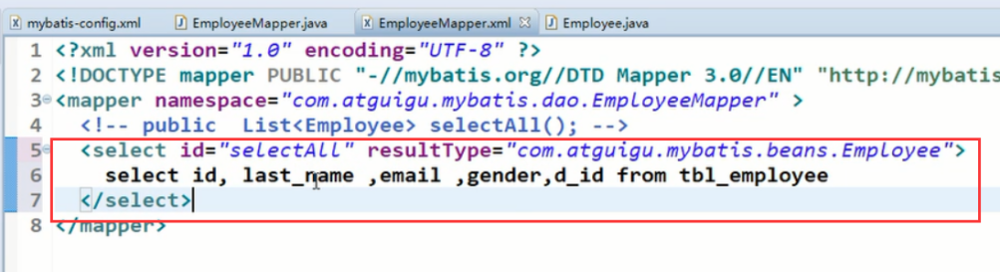 mybatis-config.xml EmployeeMapper.java EmployeeMapper.xml Employee.java
1 <?xml version="1.0" encoding="UTF-8" ?>
2 <!DOCTYPE mapper PUBLIC "-//mybatis.org//DTD Mapper 3.0//EN" "http://mybatis
3 <mapper namespace="com.atguigu.mybatis.dao.EmployeeMapper" >
4 <!-- public List<Employee> selectAll(); -->
5 <select id="selectAll" resultType="com.atguigu.mybatis.beans.Employee">
6 select id, last_name ,email ,gender,d_id from tbl_employee
7 </select>
8 </mapper>